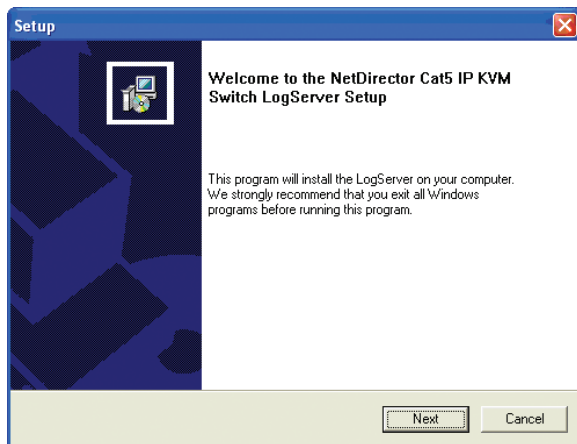 Setup
Welcome to the NetDirector Cat5 IP KVM
Switch LogServer Setup
This program will install the LogServer on your computer.
We strongly recommend that you exit all Windows
programs before running this program.
Next
Cancel